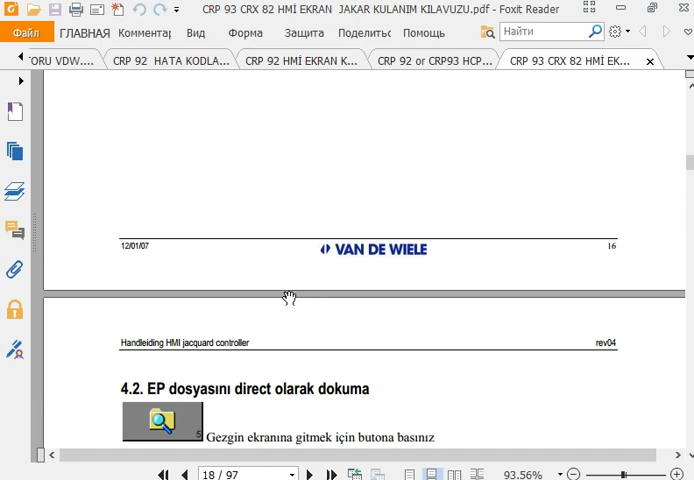 CRP 93 CRX 82 HMİ EKRAN  JAKAR KULANIM KILAVUZU.pdf - Foxit Reader
Файл ГЛАВНАЯ Комментар Вид Форма Защита Поделитьс Помощь Найти
TORU VDW.... CRP 92  HATA KODLA... CRP 92 HMİ EKRAN K... CRP 92 or CRP93 HCP... CRP 93 CRX 82 HMİ EK...
12/01/07 VAN DE WIELE 16
Handleiding HMI jacquard controller rev04
4.2. EP dosyasını direct olarak dokuma
5 Gezgin ekranına gitmek için butona basınız
18 / 97 93.56%